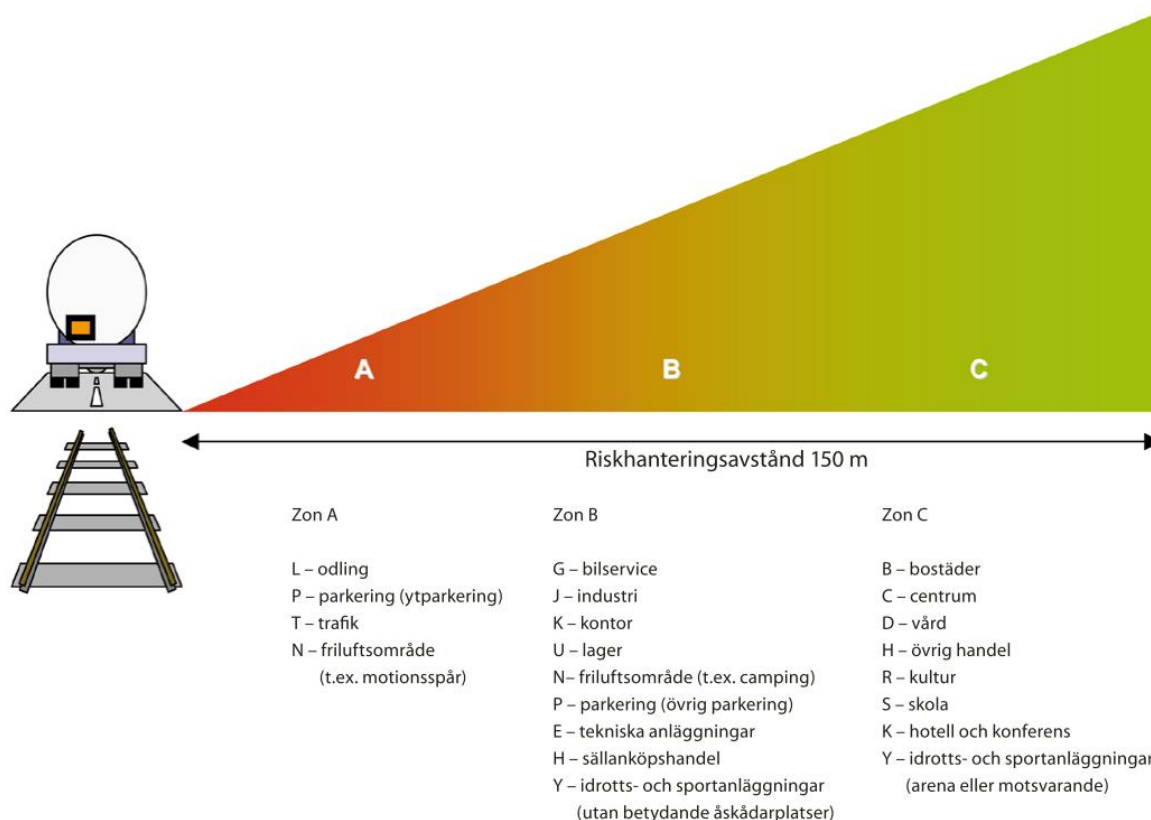 A
B
C
Riskhanteringsavstånd 150 m
Zon A
L – odling
P – parkering (ytparkering)
T – trafik
N – friluftsområde
(t.ex. motionsspår)
Zon B
G – bilservice
J – industri
K – kontor
U – lager
N– friluftsområde (t.ex. camping)
P – parkering (övrig parkering)
E – tekniska anläggningar
H – sällanköpshandel
Y – idrotts- och sportanläggningar
(utan betydande åskådarplatser)
Zon C
B – bostäder
C – centrum
D – vård
H – övrig handel
R – kultur
S – skola
K – hotell och konferens
Y – idrotts- och sportanläggningar
(arena eller motsvarande)